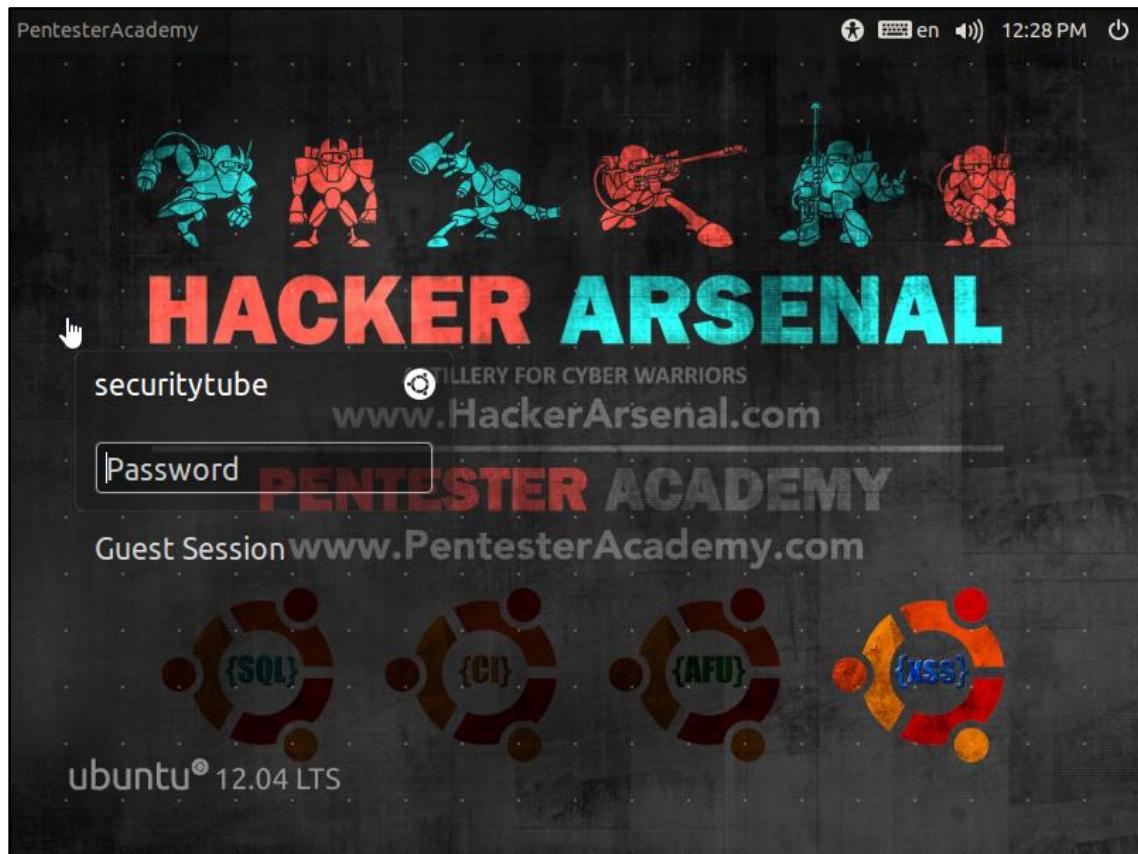 PentesterAcademy en 12:28 PM
HACKER ARSENAL
TILLERY FOR CYBER WARRIORS
securitytube
www.HackerArsenal.com
Password
PENTESTER ACADEMY
Guest Session www.PentesterAcademy.com
{SQL} {CI} {AFU} {XSS}
ubuntu® 12.04 LTS